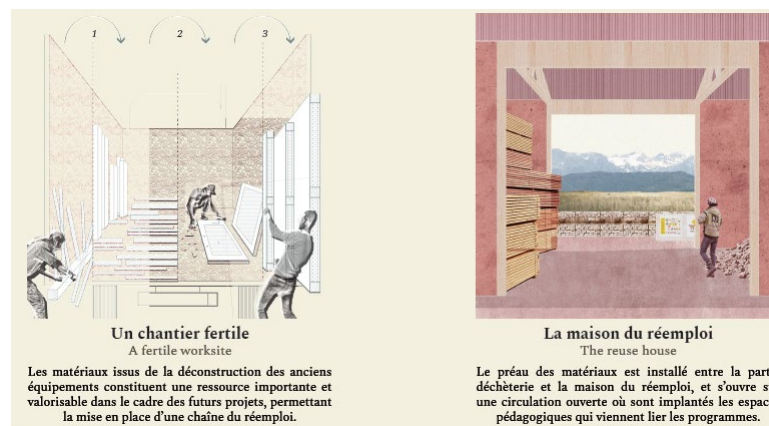 1
2
3
Un chantier fertile
A fertile worksite
Les matériaux issus de la déconstruction des anciens
équipements constituent une ressource importante et
valorisable dans le cadre des futurs projets, permettant
la mise en place d'une chaîne du réemploi.
La maison du réemploi
The reuse house
Le préau des matériaux est installé entre la
déchèterie et la maison du réemploi, et s'ouvre
une circulation ouverte où sont implantés les
pédagogiques qui viennent lier les programmes.